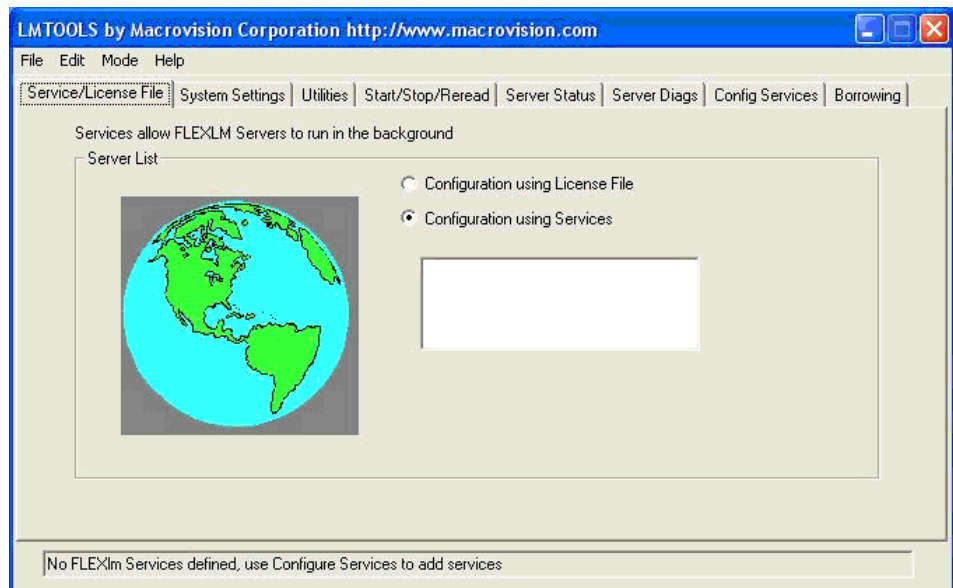 LMTOOLS by Macrovision Corporation http://www.macrovision.com
File Edit Mode Help
Service/License File System Settings Utilities Start/Stop/Reread Server Status Server Diags Config Services Borrowing
Services allow FLEXLM Servers to run in the background
Server List
Configuration using License File
Configuration using Services
No FLEXlm Services defined, use Configure Services to add services